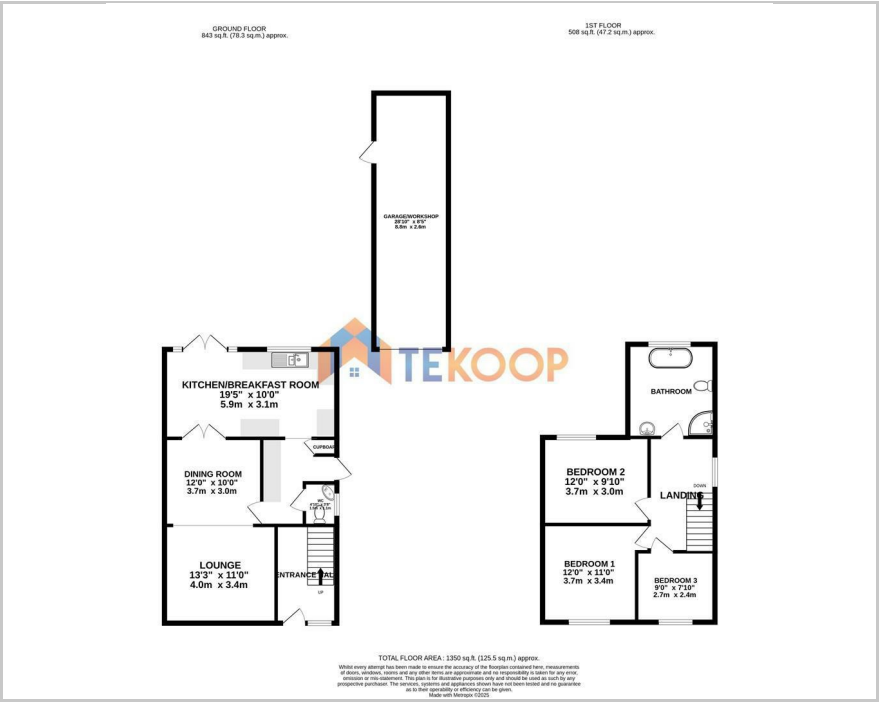 GROUND FLOOR
843 sq.ft. (78.3 sq.m.) approx.
1ST FLOOR
508 sq.ft. (47.2 sq.m.) approx.
GARAGE/WORKSHOP
28'10" x 8'5"
8.8m x 2.6m
TEKOOP
KITCHEN/BREAKFAST ROOM
19'5" x 10'0"
5.9m x 3.1m
CUPBOAR
DINING ROOM
12'0" x 10'0"
3.7m x 3.0m
WC
LOUNGE
13'3" x 11'0"
4.0m x 3.4m
ENTRANCE HAL
UP
BATHROOM
BEDROOM 2
12'0" x 9'10"
3.7m x 3.0m
DOWN
LANDING
BEDROOM 1
12'0" x 11'0"
3.7m x 3.4m
BEDROOM 3
9'0" x 7'10"
2.7m x 2.4m
TOTAL FLOOR AREA : 1350 sq.ft. (125.5 sq.m.) approx.
Whilst every attempt has been made to ensure the accuracy of the floorplan contained here, measurements
of doors, windows, rooms and any other items are approximate and no responsibility is taken for any error,
omission or mis-statement. This plan is for illustrative purposes only and should be used as such by any
prospective purchaser. The services, systems and appliances shown have not been tested and no guarantee
as to their operability or efficiency can be given.
Made with Metropix ©2025